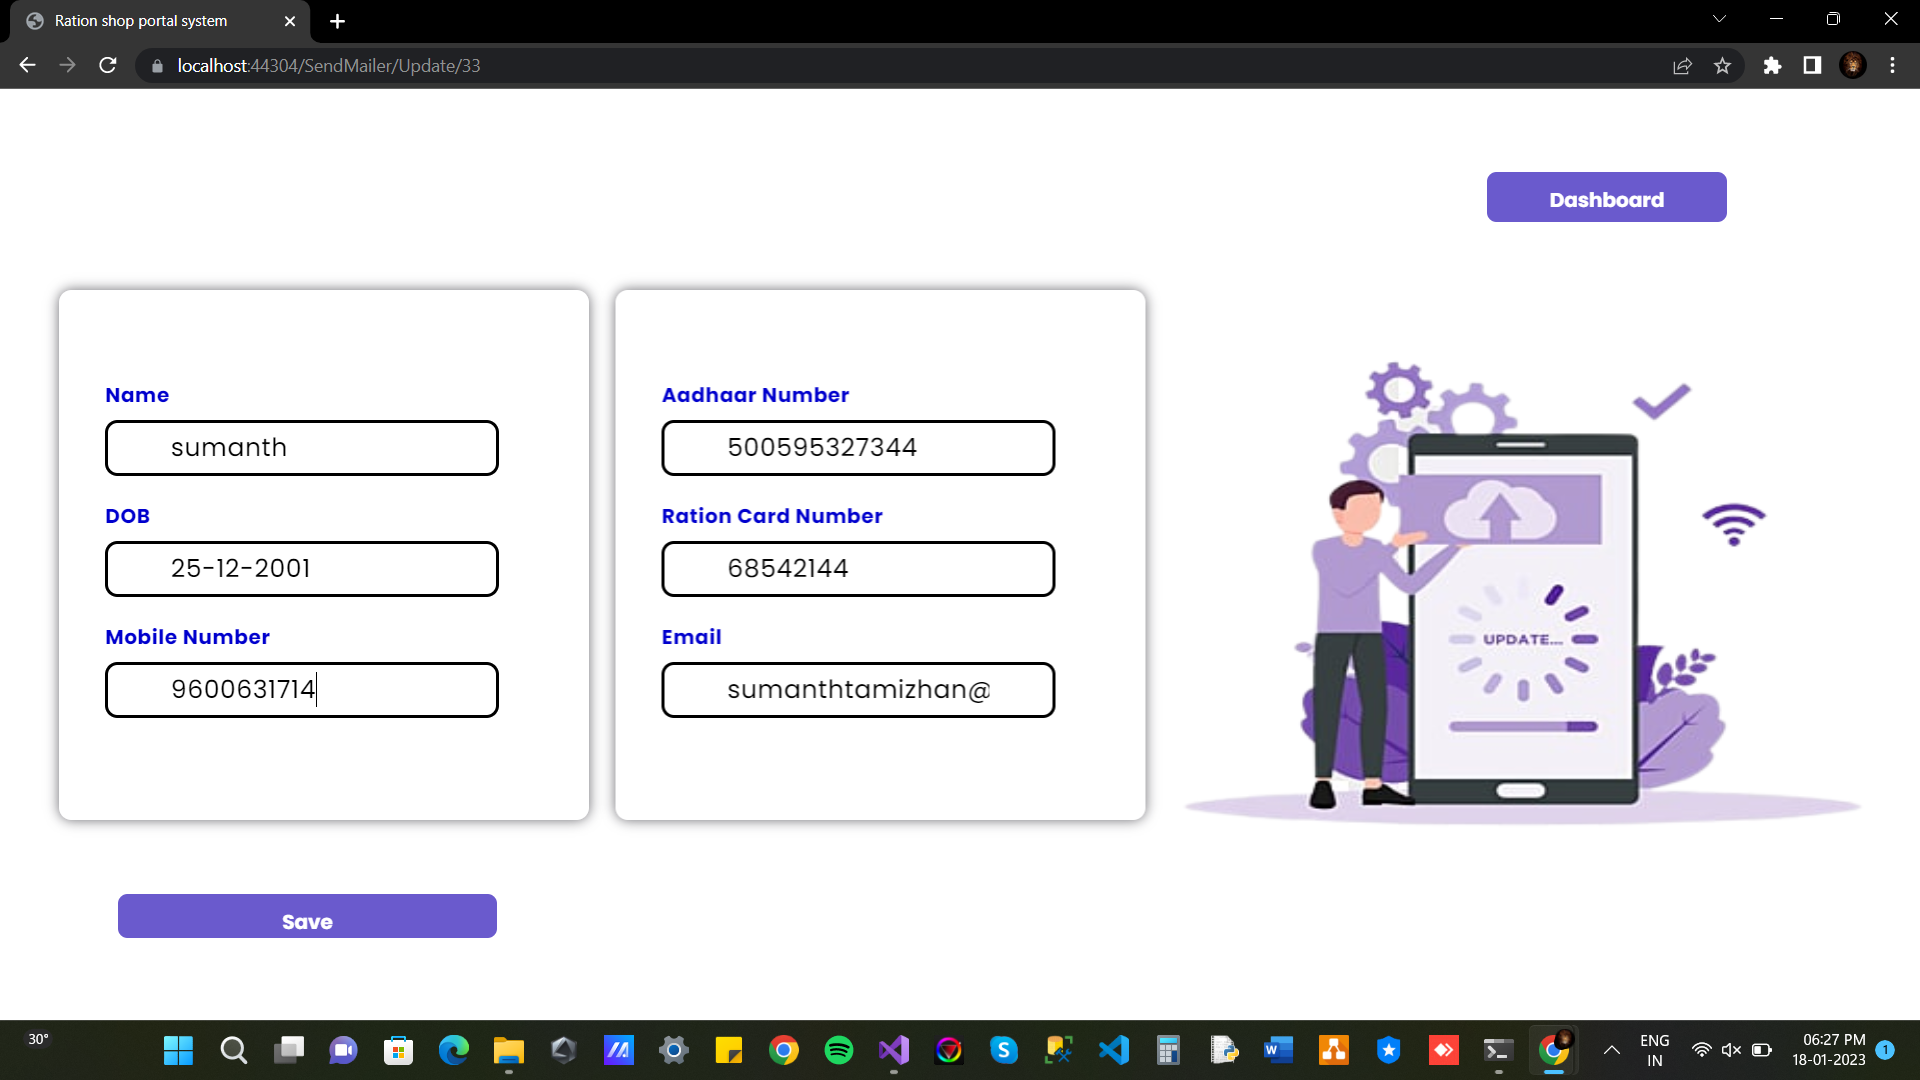 Ration shop portal system
localhost:44304/SendMailer/Update/33
Dashboard
Name
sumanth
DOB
25-12-2001
Mobile Number
9600631714
Aadhaar Number
500595327344
Ration Card Number
68542144
Email
sumanthtamizhan@
UPDATE...
Save
30°
ENG
IN
06:27 PM
18-01-2023
1